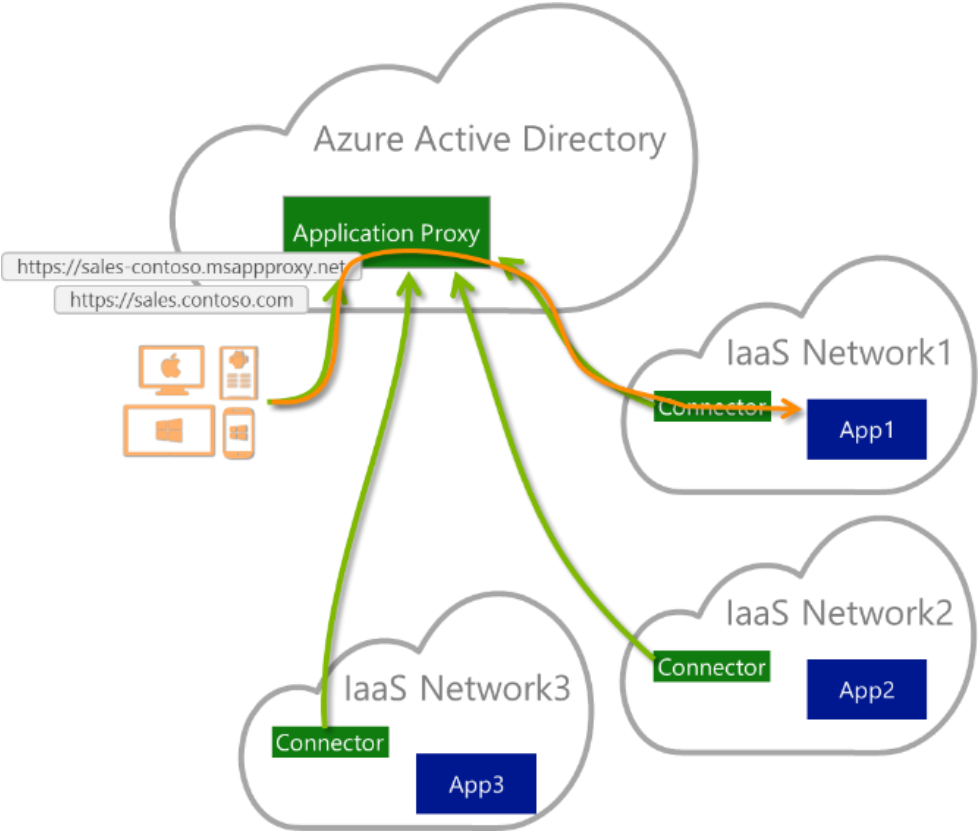 Azure Active Directory
Application Proxy
https://sales-contoso.msappproxy.net
https://sales.contoso.com
IaaS Network1
Connector
App1
IaaS Network2
Connector
App2
IaaS Network3
Connector
App3